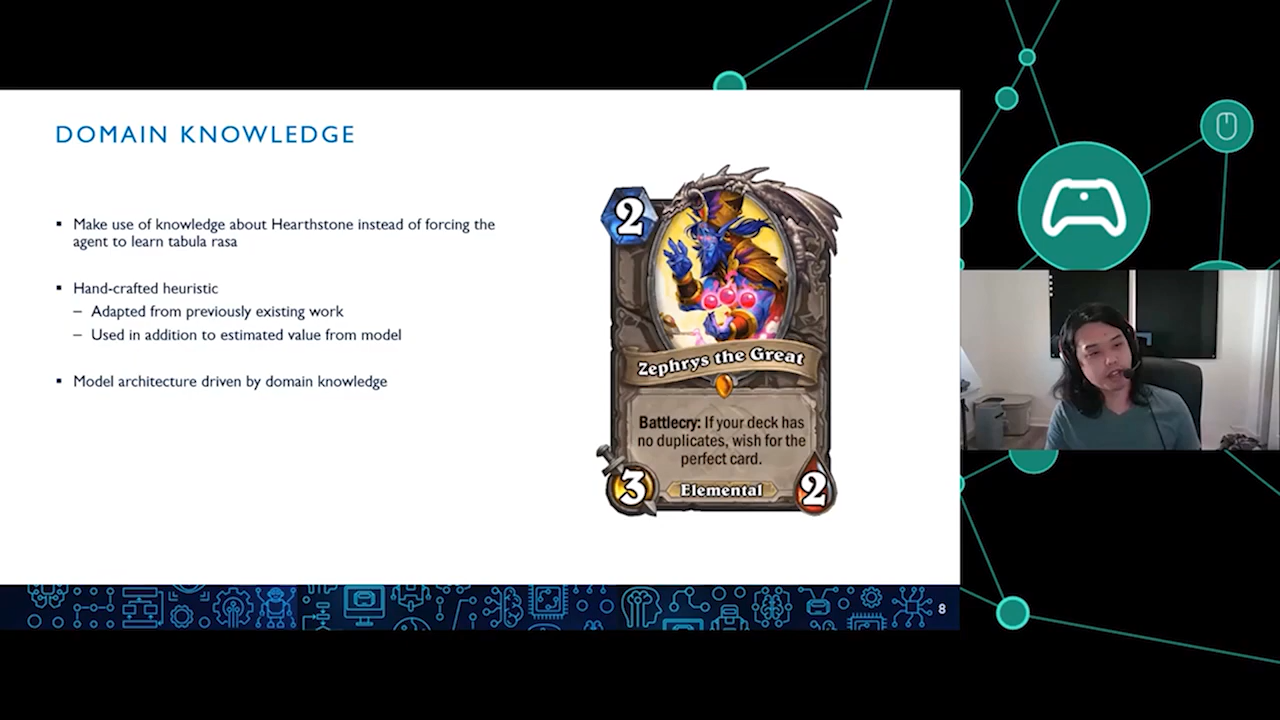 DOMAIN KNOWLEDGE
▪ Make use of knowledge about Hearthstone instead of forcing the
agent to learn tabula rasa
▪ Hand-crafted heuristic
– Adapted from previously existing work
– Used in addition to estimated value from model
▪ Model architecture driven by domain knowledge
2
Zephrys the Great
Battlecry: If your deck has
no duplicates, wish for the
perfect card.
3 Elemental 2
8